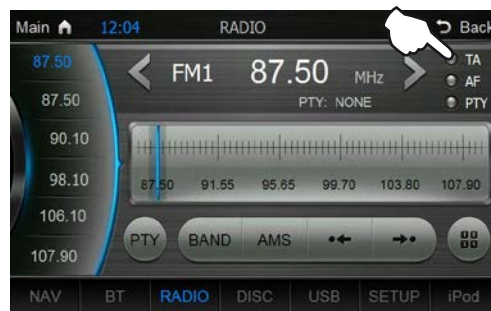 Main 12:04 RADIO Back
87.50
87.50
90.10
98.10
106.10
107.90
FM1 87.50 MHz
PTY: NONE
TA
AF
PTY
87.50 91.55 95.65 99.70 103.80 107.90
PTY BAND AMS
NAV BT RADIO DISC USB SETUP iPod